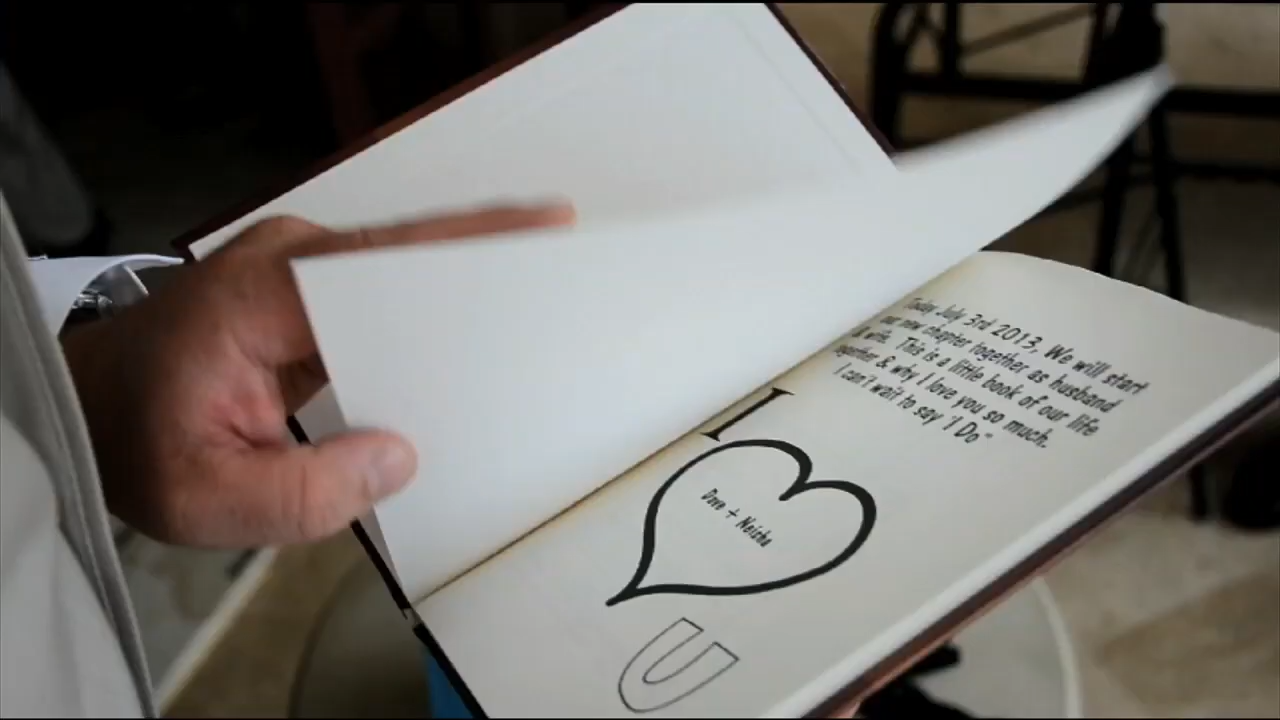 Today July 3rd 2013, We will start
our new chapter together as husband
& wife. This is a little book of our life
together & why I love you so much.
I can't wait to say "I Do"
I
Dave + Neisha
U